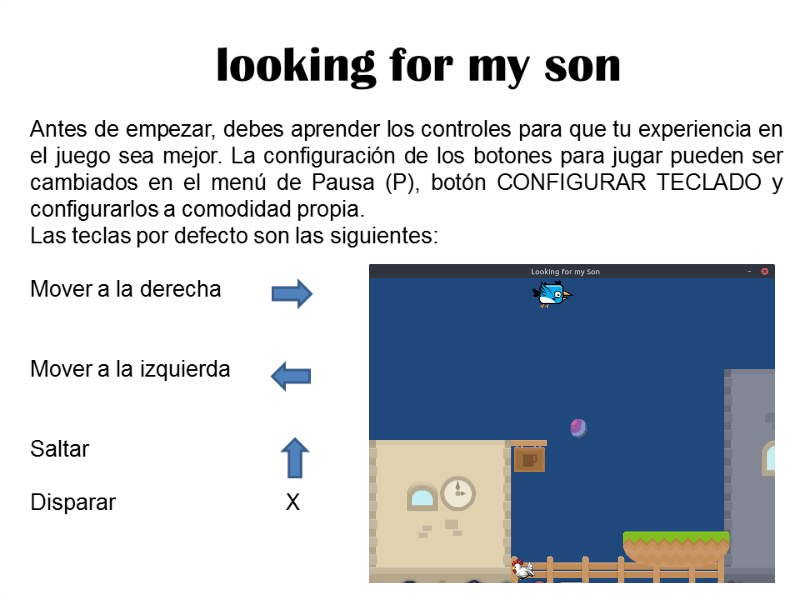 looking for my son
Antes de empezar, debes aprender los controles para que tu experiencia en
el juego sea mejor. La configuración de los botones para jugar pueden ser
cambiados en el menú de Pausa (P), botón CONFIGURAR TECLADO y
configurarlos a comodidad propia.
Las teclas por defecto son las siguientes:
Looking for my Son
Mover a la derecha
Mover a la izquierda
Saltar
Disparar X